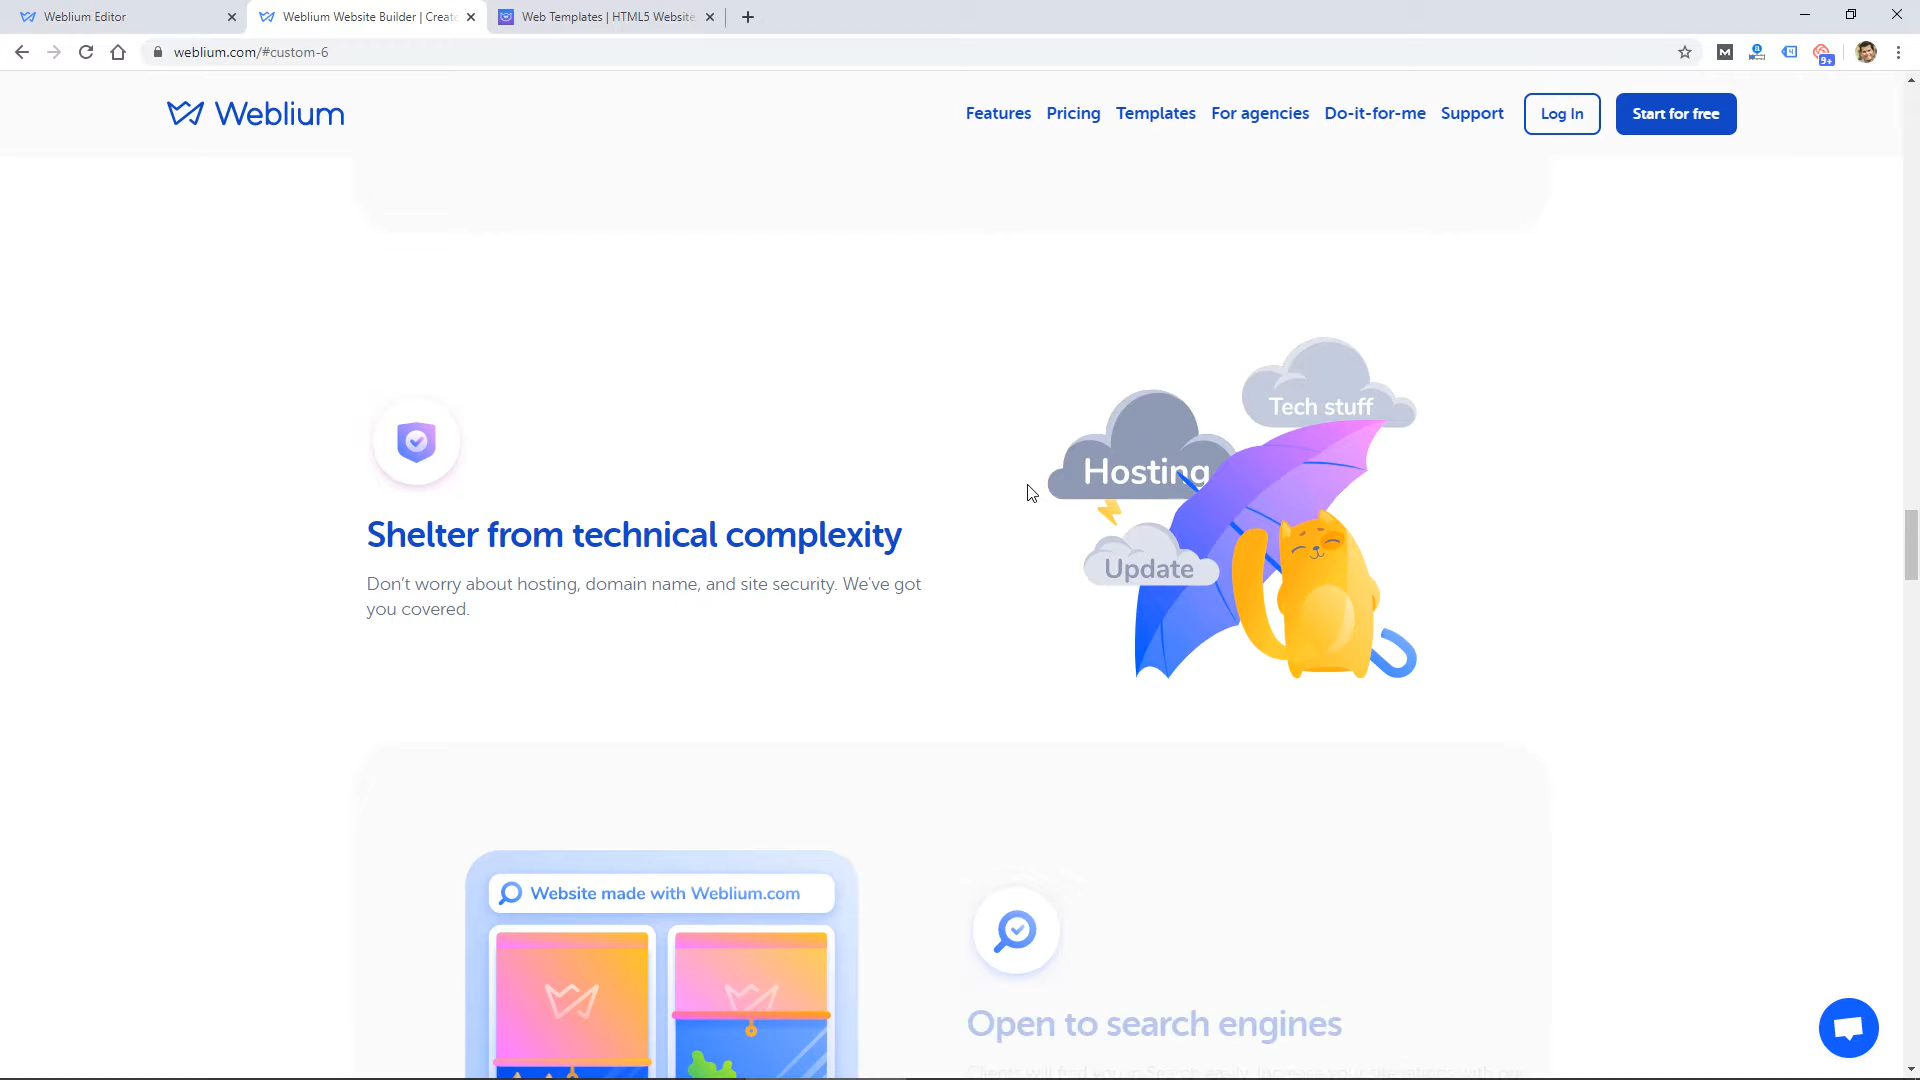 Weblium Editor
Weblium Website Builder | Create
Web Templates | HTML5 Website
weblium.com/#custom-6
M
9+
Weblium
Features
Pricing
Templates
For agencies
Do-it-for-me
Support
Log In
Start for free
Tech stuff
Hosting
Update
Shelter from technical complexity
Don't worry about hosting, domain name, and site security. We've got
you covered.
Website made with Weblium.com
Open to search engines